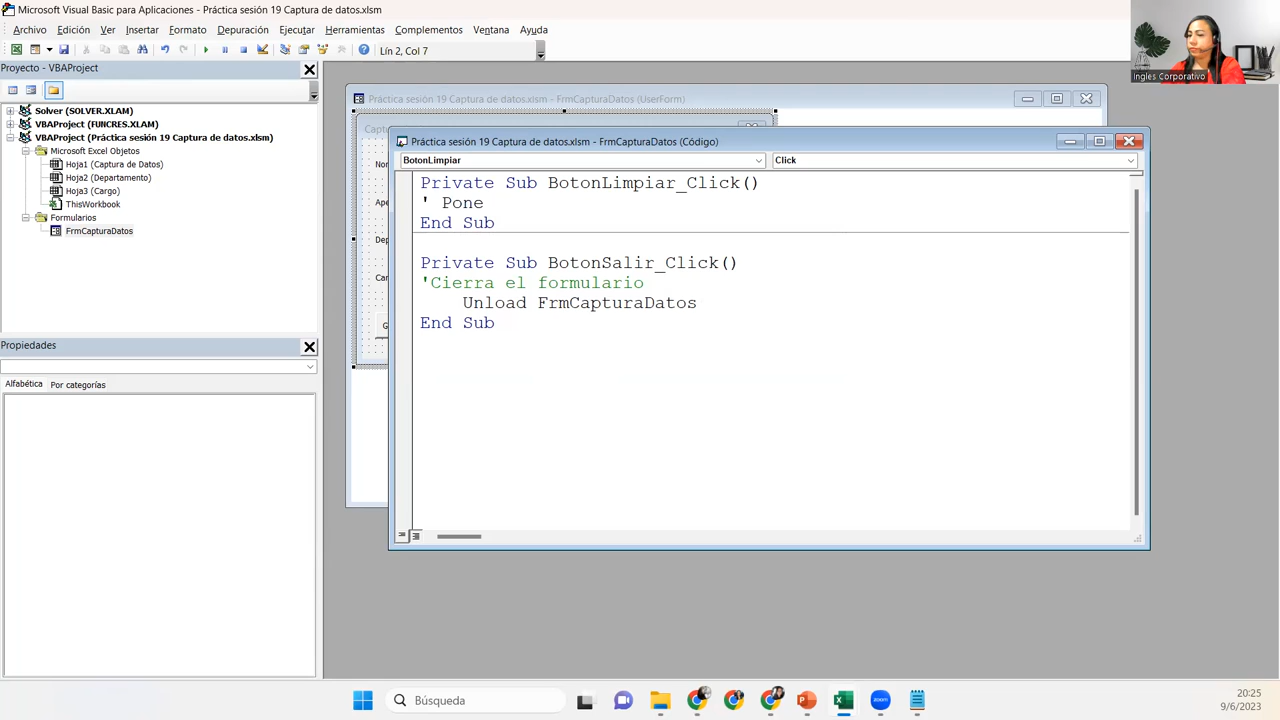 Microsoft Visual Basic para Aplicaciones - Práctica sesión 19 Captura de datos.xlsm
Archivo Edición Ver Insertar Formato Depuración Ejecutar Herramientas Complementos Ventana Ayuda
Lín 2, Col 7
Ingles Corporativo
Proyecto - VBAProject
Solver (SOLVER.XLAM)
VBAProject (FUNCRES.XLAM)
VBAProject (Práctica sesión 19 Captura de datos.xlsm)
Microsoft Excel Objetos
Hoja1 (Captura de Datos)
Hoja2 (Departamento)
Hoja3 (Cargo)
ThisWorkbook
Formularios
FrmCapturaDatos
Propiedades
Alfabética Por categorías
Práctica sesión 19 Captura de datos.xlsm - FrmCapturaDatos (UserForm)
Captu
Nor
Ape
Dep
Car
G
Práctica sesión 19 Captura de datos.xlsm - FrmCapturaDatos (Código)
BotonLimpiar Click
Private Sub BotonLimpiar_Click()
' Pone
End Sub
Private Sub BotonSalir_Click()
'Cierra el formulario
Unload FrmCapturaDatos
End Sub
Búsqueda
20:25
9/6/2023